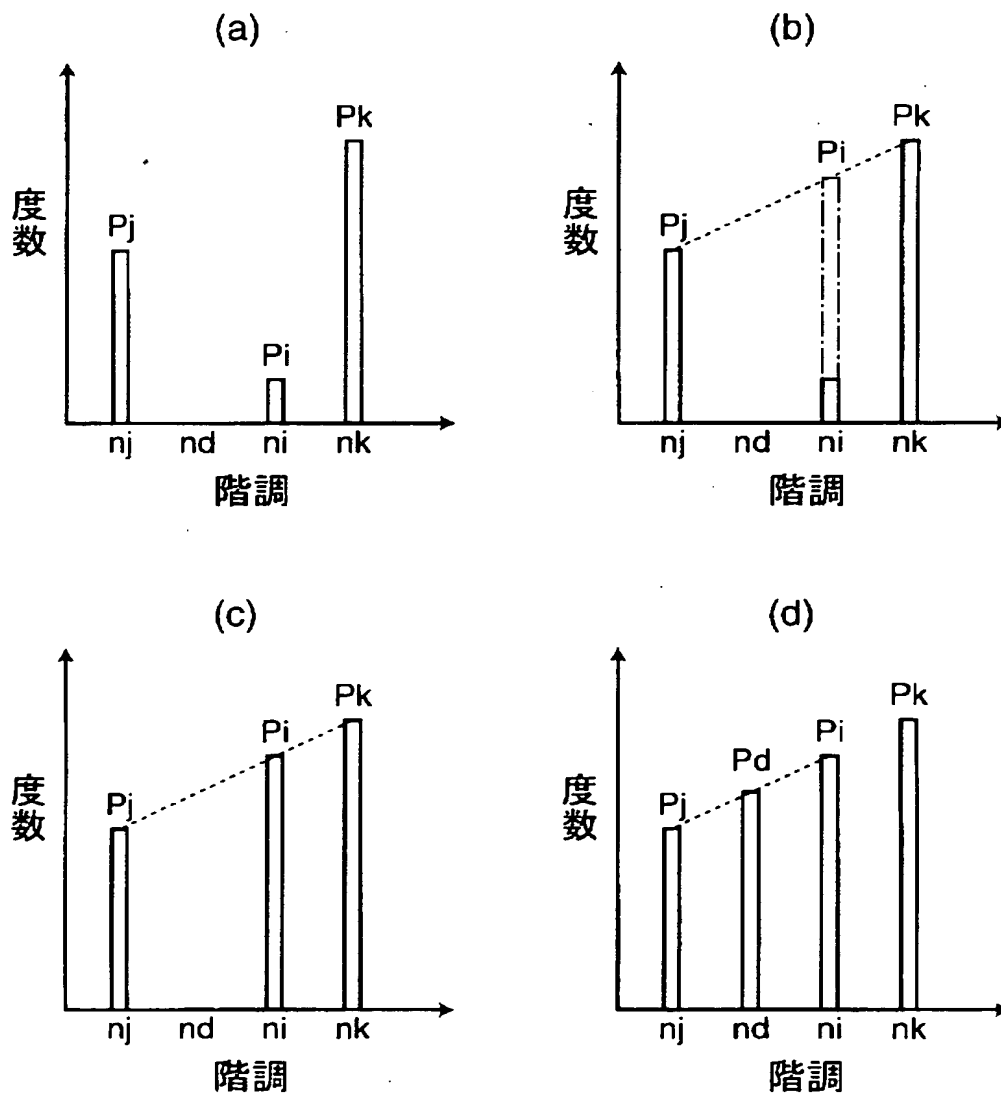 (a)
Pk
Pj
Pi
度数
nj nd ni nk
階調
(b)
Pk
Pi
Pj
度数
nj nd ni nk
階調
(c)
Pk
Pi
Pj
度数
nj nd ni nk
階調
(d)
Pk
Pi
Pd
Pj
度数
nj nd ni nk
階調